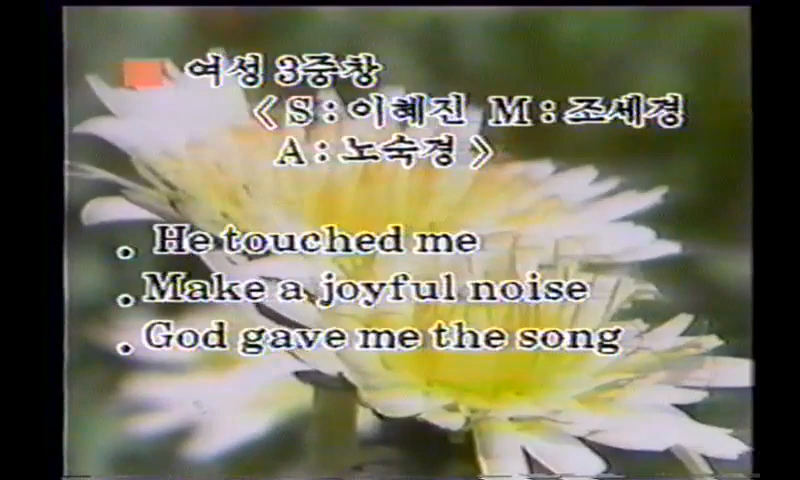 여성 3중창
< S : 이혜진 M : 조세경
A : 노숙경 >
. He touched me
. Make a joyful noise
. God gave me the song